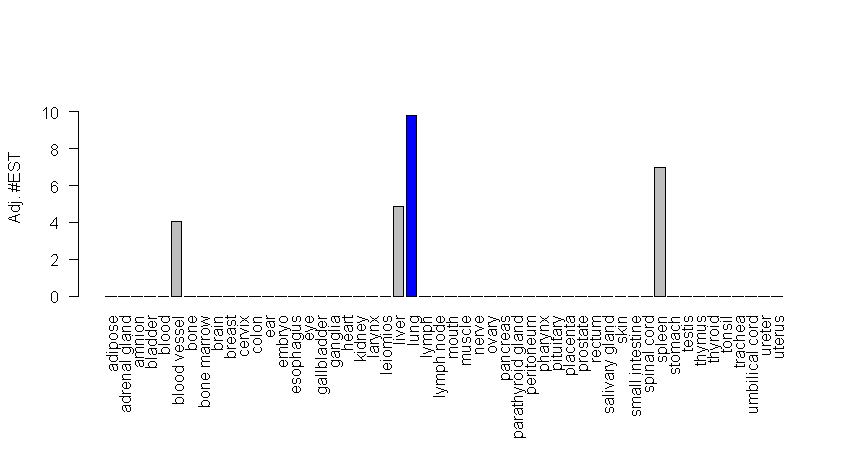 Adj. #EST
10
8
6
4
2
0
adipose
adrenal gland
amnion
bladder
blood
blood vessel
bone
bone marrow
brain
breast
cervix
colon
ear
embryo
esophagus
eye
gallbladder
ganglia
heart
kidney
larynx
leiomios
liver
lung
lymph
lymph node
mouth
muscle
nerve
ovary
pancreas
parathyroid gland
peritoneum
pharynx
pituitary
placenta
prostate
rectum
salivary gland
skin
small intestine
spinal cord
spleen
stomach
testis
thymus
thyroid
tonsil
trachea
umbilical cord
ureter
uterus